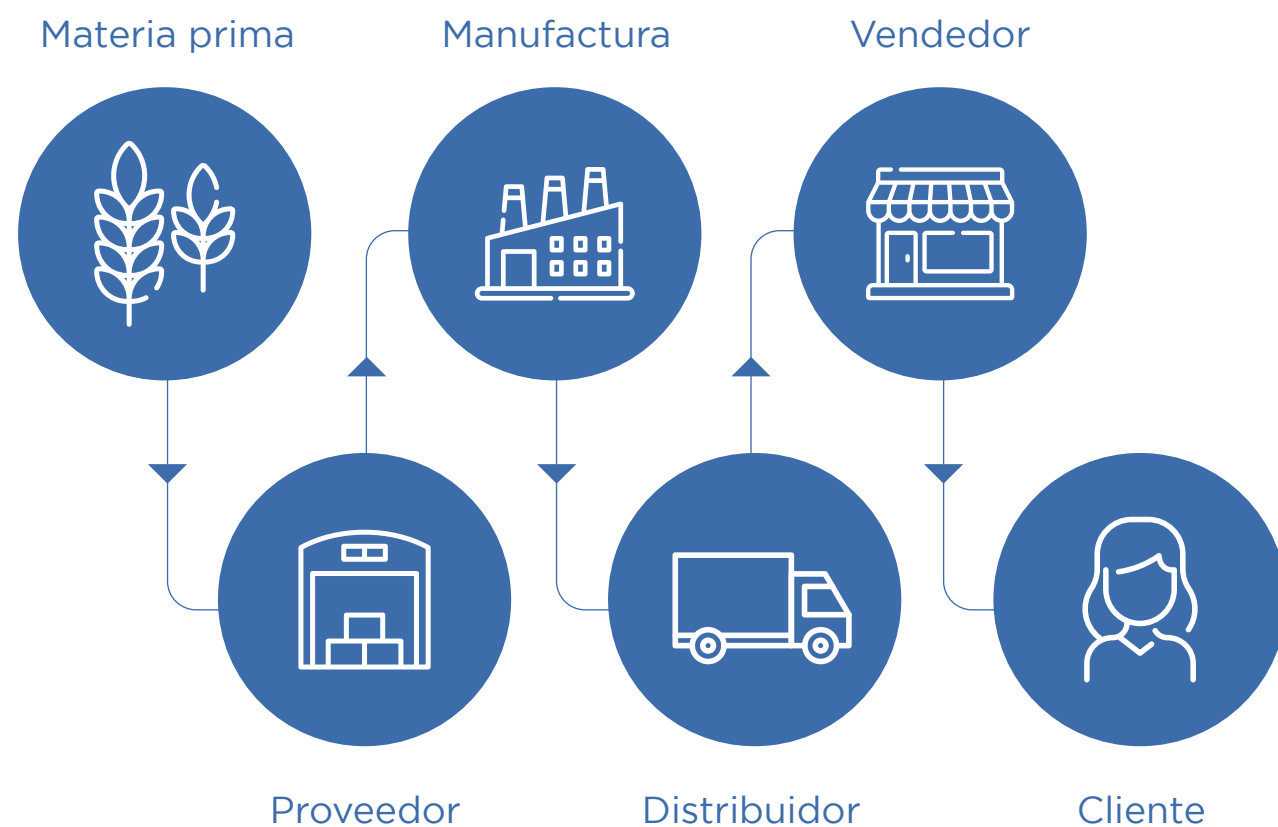 Materia prima
Manufactura
Vendedor
Proveedor
Distribuidor
Cliente